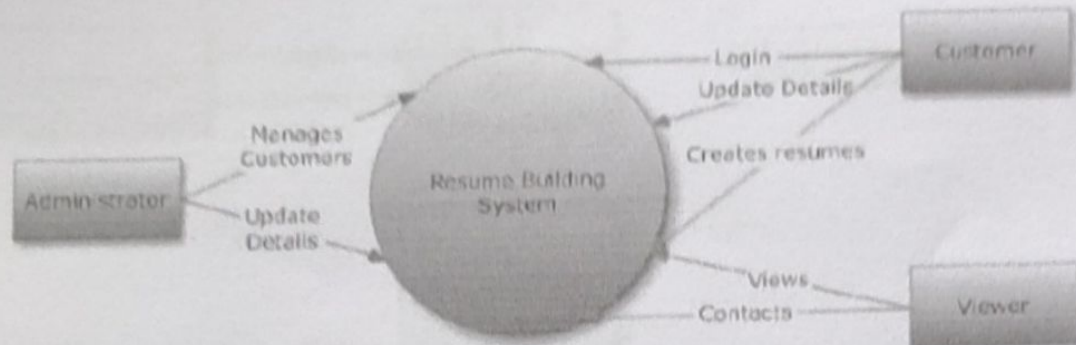 Login
Customer
Update Details
Manages
Customers
Creates resumes
Resume Building
System
Administrator
Update
Details
Views
Contacts
Viewer